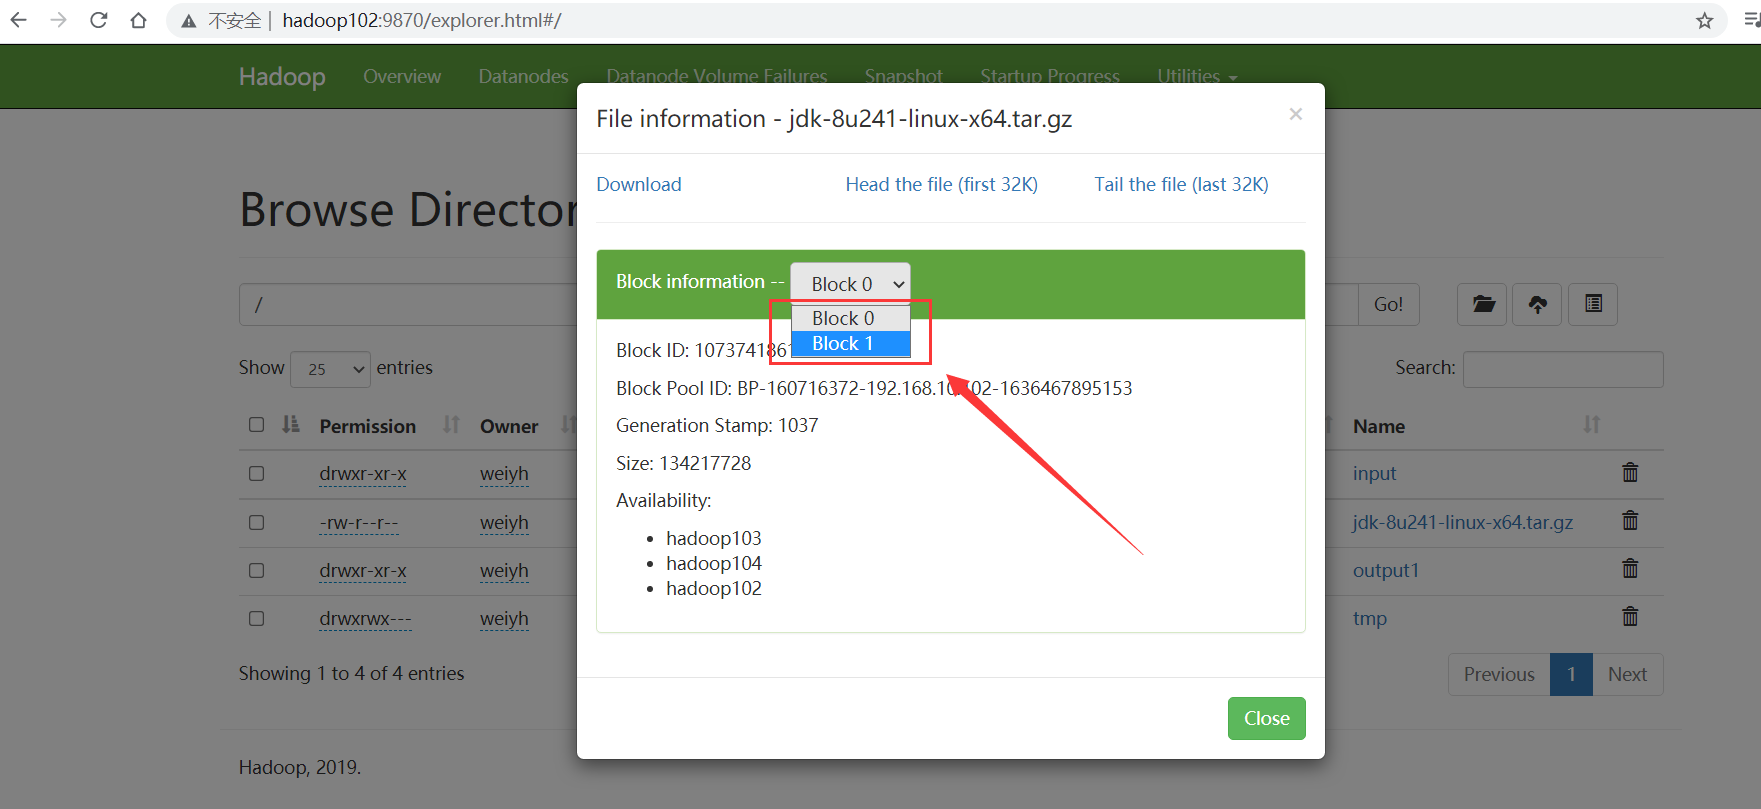 不安全 | hadoop102:9870/explorer.html#/
Hadoop Overview Datanodes Datanode Volume Failures Snapshot Startup Progress Utilities
File information - jdk-8u241-linux-x64.tar.gz ×
Download Head the file (first 32K) Tail the file (last 32K)
Browse Director
Block information -- Block 0
/ Go!
Block 0
Block 1
Block ID: 107374186
Show 25 entries Search:
Block Pool ID: BP-160716372-192.168.10.102-1636467895153
Permission Owner Name
Generation Stamp: 1037
Size: 134217728
drwxr-xr-x weiyh input
Availability:
-rw-r--r-- weiyh jdk-8u241-linux-x64.tar.gz
hadoop103
hadoop104
drwxr-xr-x weiyh output1
hadoop102
drwxrwx--- weiyh tmp
Showing 1 to 4 of 4 entries Previous 1 Next
Close
Hadoop, 2019.